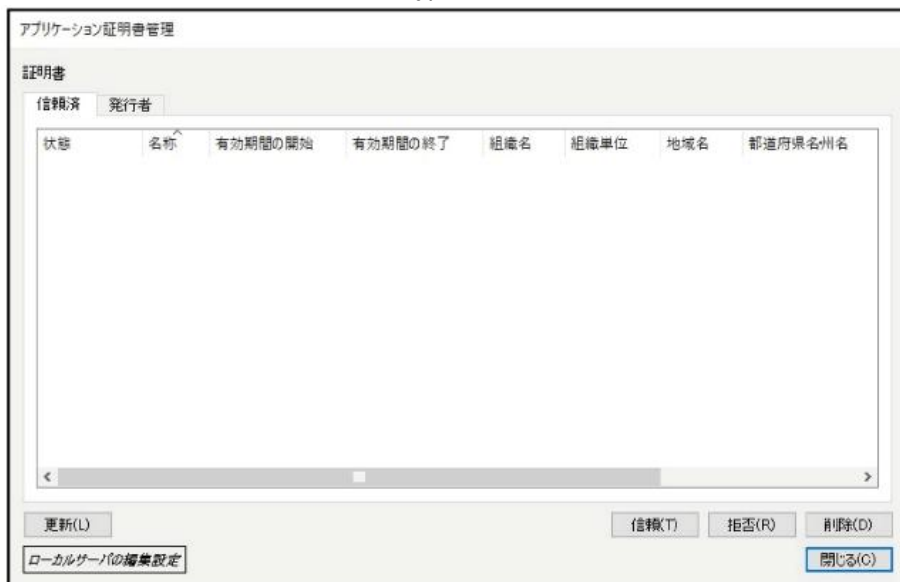 アプリケーション証明書管理
証明書
信頼済 発行者
状態 名称 有効期間の開始 有効期間の終了 組織名 組織単位 地域名 都道府県名州名
更新(L) 信頼(T) 拒否(R) 削除(D)
ローカルサーバの編集設定 閉じる(C)